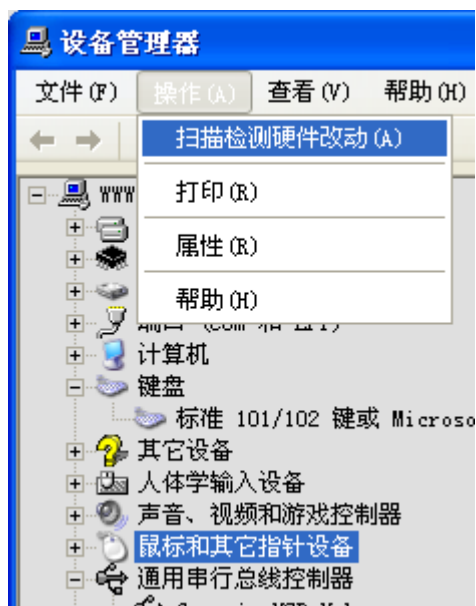 设备管理器
文件(F) 操作(A) 查看(V) 帮助(H)
扫描检测硬件改动(A)
WWW
打印(R)
属性(R)
帮助(H)
计算机
键盘
标准 101/102 键或 Microso
其它设备
人体学输入设备
声音、视频和游戏控制器
鼠标和其它指针设备
通用串行总线控制器